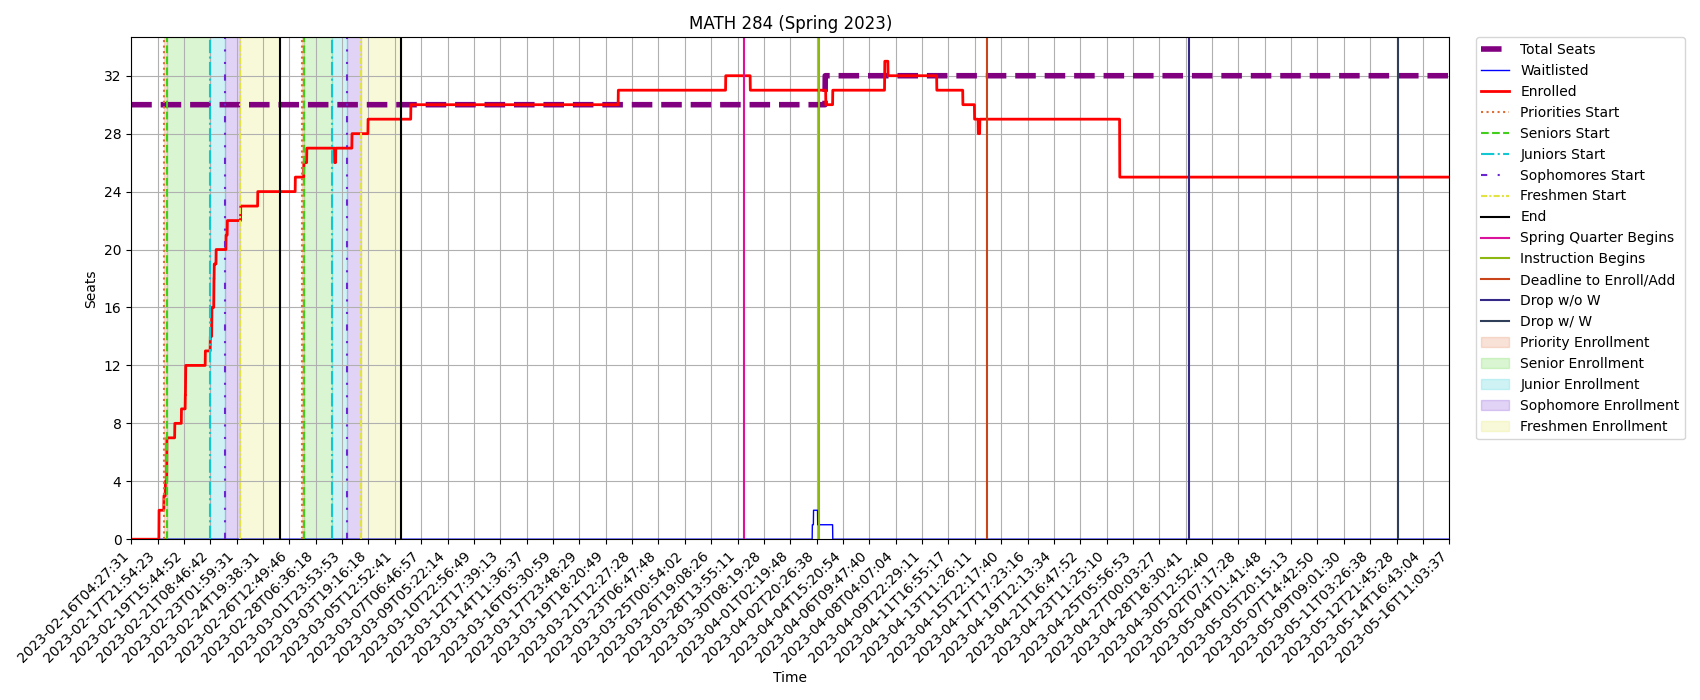 MATH 284 (Spring 2023)
Seats
32
28
24
20
16
12
8
4
0
2023-02-16T04:27:31
2023-02-17T21:54:23
2023-02-19T15:44:52
2023-02-21T08:46:42
2023-02-23T01:59:31
2023-02-24T19:38:31
2023-02-26T12:49:46
2023-02-28T06:36:18
2023-03-01T23:53:53
2023-03-03T19:16:18
2023-03-05T12:52:41
2023-03-07T06:46:57
2023-03-09T05:22:14
2023-03-10T22:56:49
2023-03-12T17:39:13
2023-03-14T11:36:37
2023-03-16T05:30:59
2023-03-17T23:48:29
2023-03-19T18:20:49
2023-03-21T12:27:28
2023-03-23T06:47:48
2023-03-25T00:54:02
2023-03-26T19:08:26
2023-03-28T13:55:11
2023-03-30T08:19:28
2023-04-01T02:19:48
2023-04-02T20:26:38
2023-04-04T15:20:54
2023-04-06T09:47:40
2023-04-08T04:07:04
2023-04-09T22:29:11
2023-04-11T16:55:17
2023-04-13T11:26:11
2023-04-15T22:17:40
2023-04-17T17:23:16
2023-04-19T12:13:34
2023-04-21T16:47:52
2023-04-23T11:25:10
2023-04-25T05:56:53
2023-04-27T00:03:27
2023-04-28T18:30:41
2023-04-30T12:52:40
2023-05-02T07:17:28
2023-05-04T01:41:48
2023-05-05T20:15:13
2023-05-07T14:42:50
2023-05-09T09:01:30
2023-05-11T03:26:38
2023-05-12T21:45:28
2023-05-14T16:43:04
2023-05-16T11:03:37
Time
Total Seats
Waitlisted
Enrolled
Priorities Start
Seniors Start
Juniors Start
Sophomores Start
Freshmen Start
End
Spring Quarter Begins
Instruction Begins
Deadline to Enroll/Add
Drop w/o W
Drop w/ W
Priority Enrollment
Senior Enrollment
Junior Enrollment
Sophomore Enrollment
Freshmen Enrollment